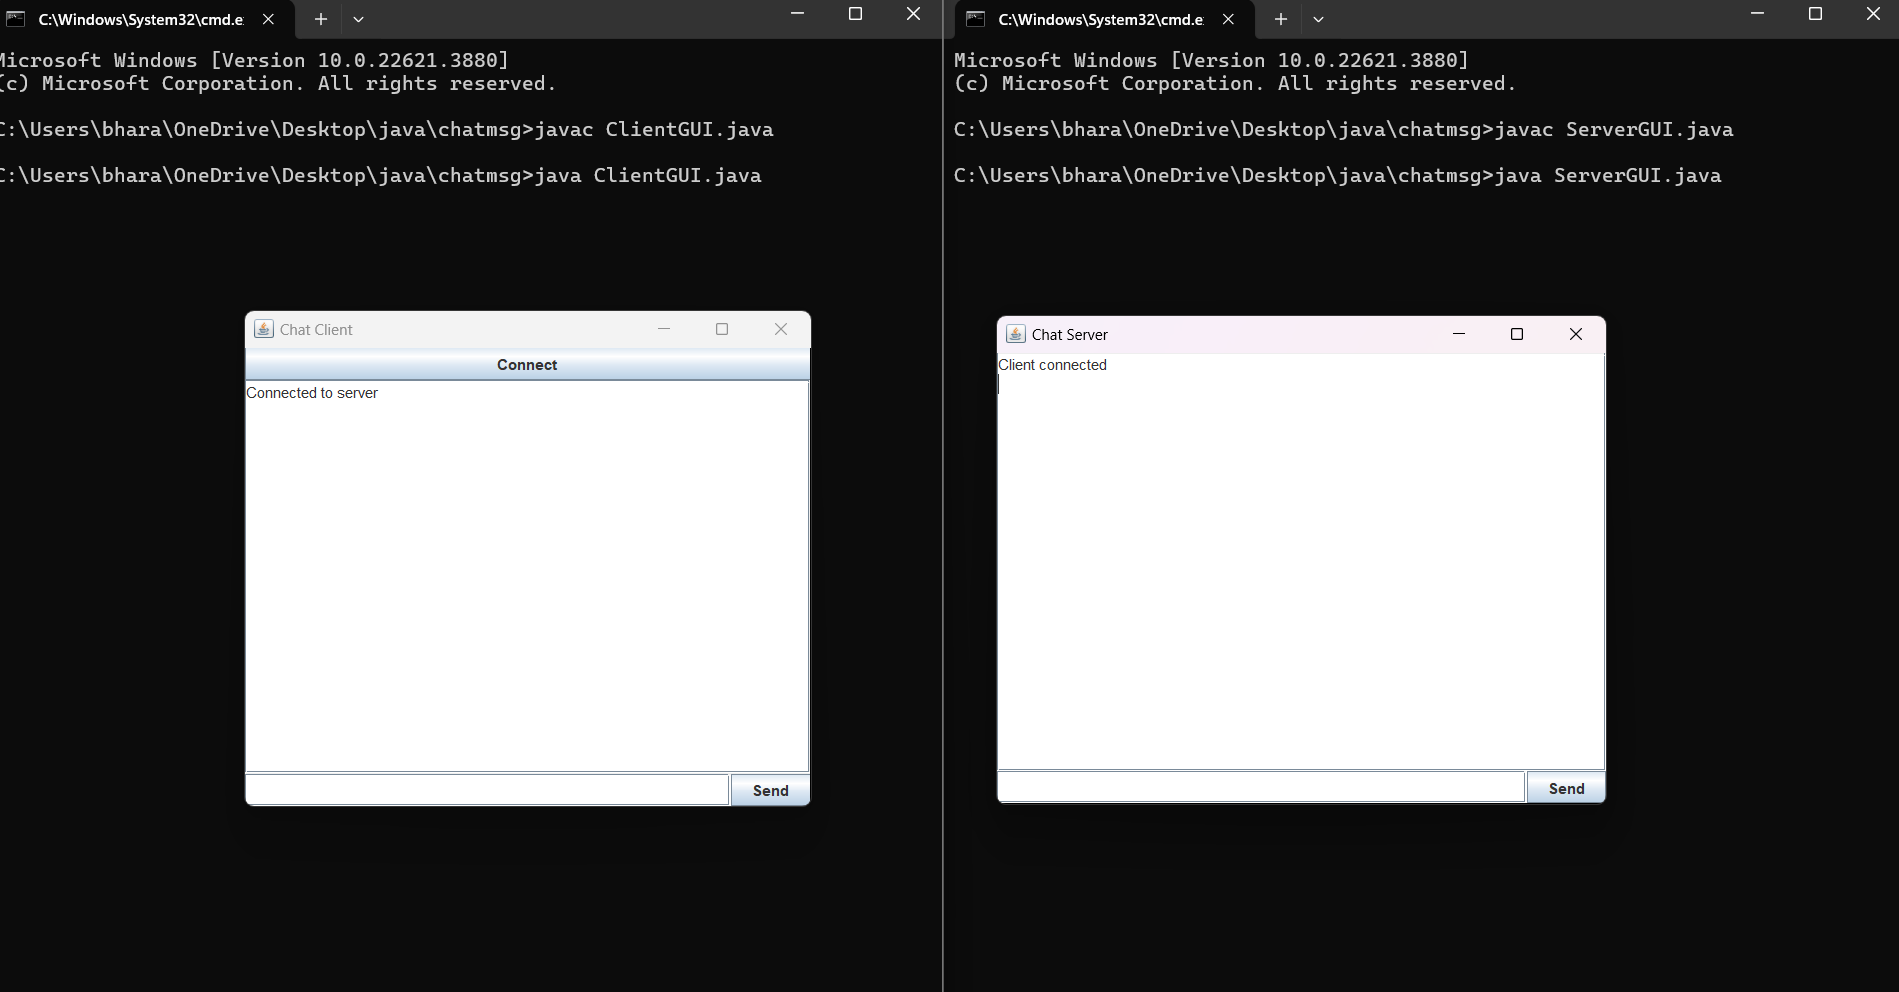 C:\Windows\System32\cmd.e
Microsoft Windows [Version 10.0.22621.3880]
(c) Microsoft Corporation. All rights reserved.
C:\Users\bhara\OneDrive\Desktop\java\chatmsg>javac ClientGUI.java
C:\Users\bhara\OneDrive\Desktop\java\chatmsg>java ClientGUI.java
Chat Client
Connect
Connected to server
Send
C:\Windows\System32\cmd.e
Microsoft Windows [Version 10.0.22621.3880]
(c) Microsoft Corporation. All rights reserved.
C:\Users\bhara\OneDrive\Desktop\java\chatmsg>javac ServerGUI.java
C:\Users\bhara\OneDrive\Desktop\java\chatmsg>java ServerGUI.java
Chat Server
Client connected
Send